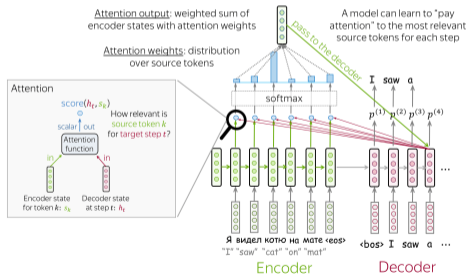 Attention output: weighted sum of
encoder states with attention weights
A model can learn to "pay
attention" to the most relevant
source tokens for each step
pass to the decoder
Attention weights: distribution
over source tokens
softmax
I saw a
p(1) p(2) p(3) p(4)
Attention
score(hₜ,sₖ)
scalar out
Attention
function
in in
How relevant is
source token k
for target step t?
Encoder state
for token k: sₖ
Decoder state
at step t: hₜ
...
...
Я видел котю на мате <eos>
"I" "saw" "cat" "on" "mat"
<bos> I saw a ...
Encoder
Decoder